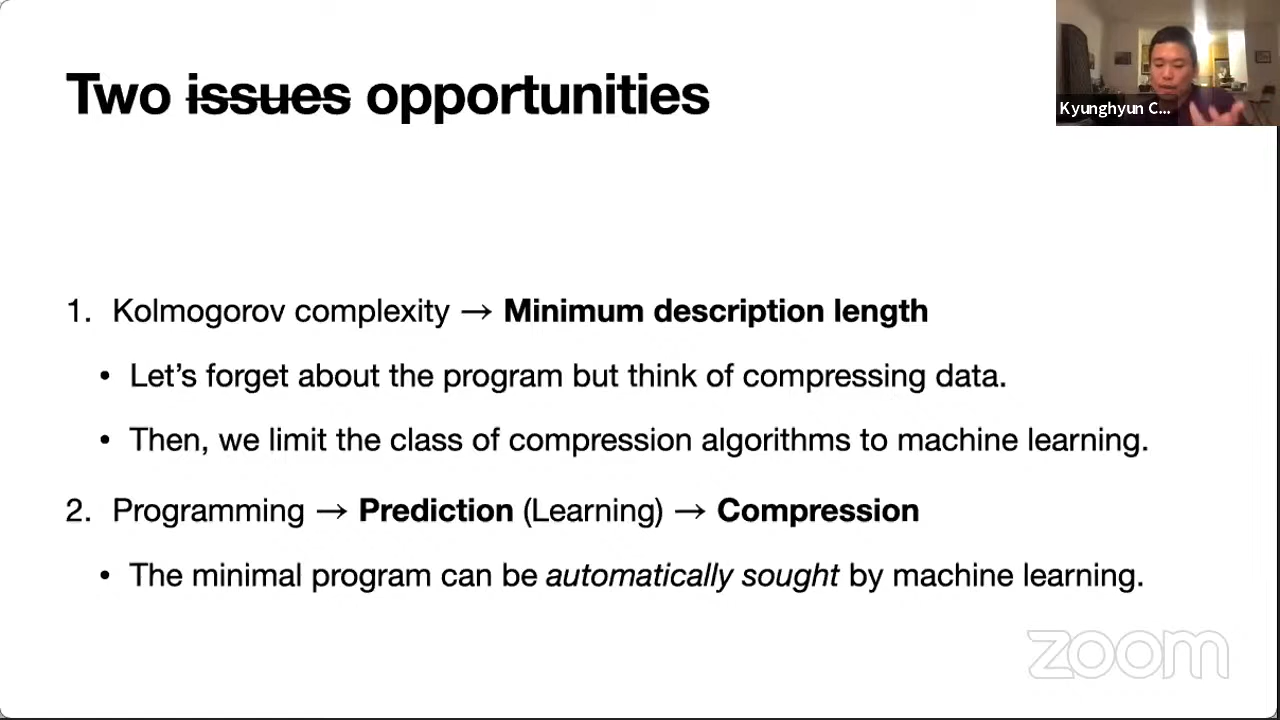 Two issues opportunities
Kyunghyun C...
1. Kolmogorov complexity → Minimum description length
• Let's forget about the program but think of compressing data.
• Then, we limit the class of compression algorithms to machine learning.
2. Programming → Prediction (Learning) → Compression
• The minimal program can be automatically sought by machine learning.
zoom